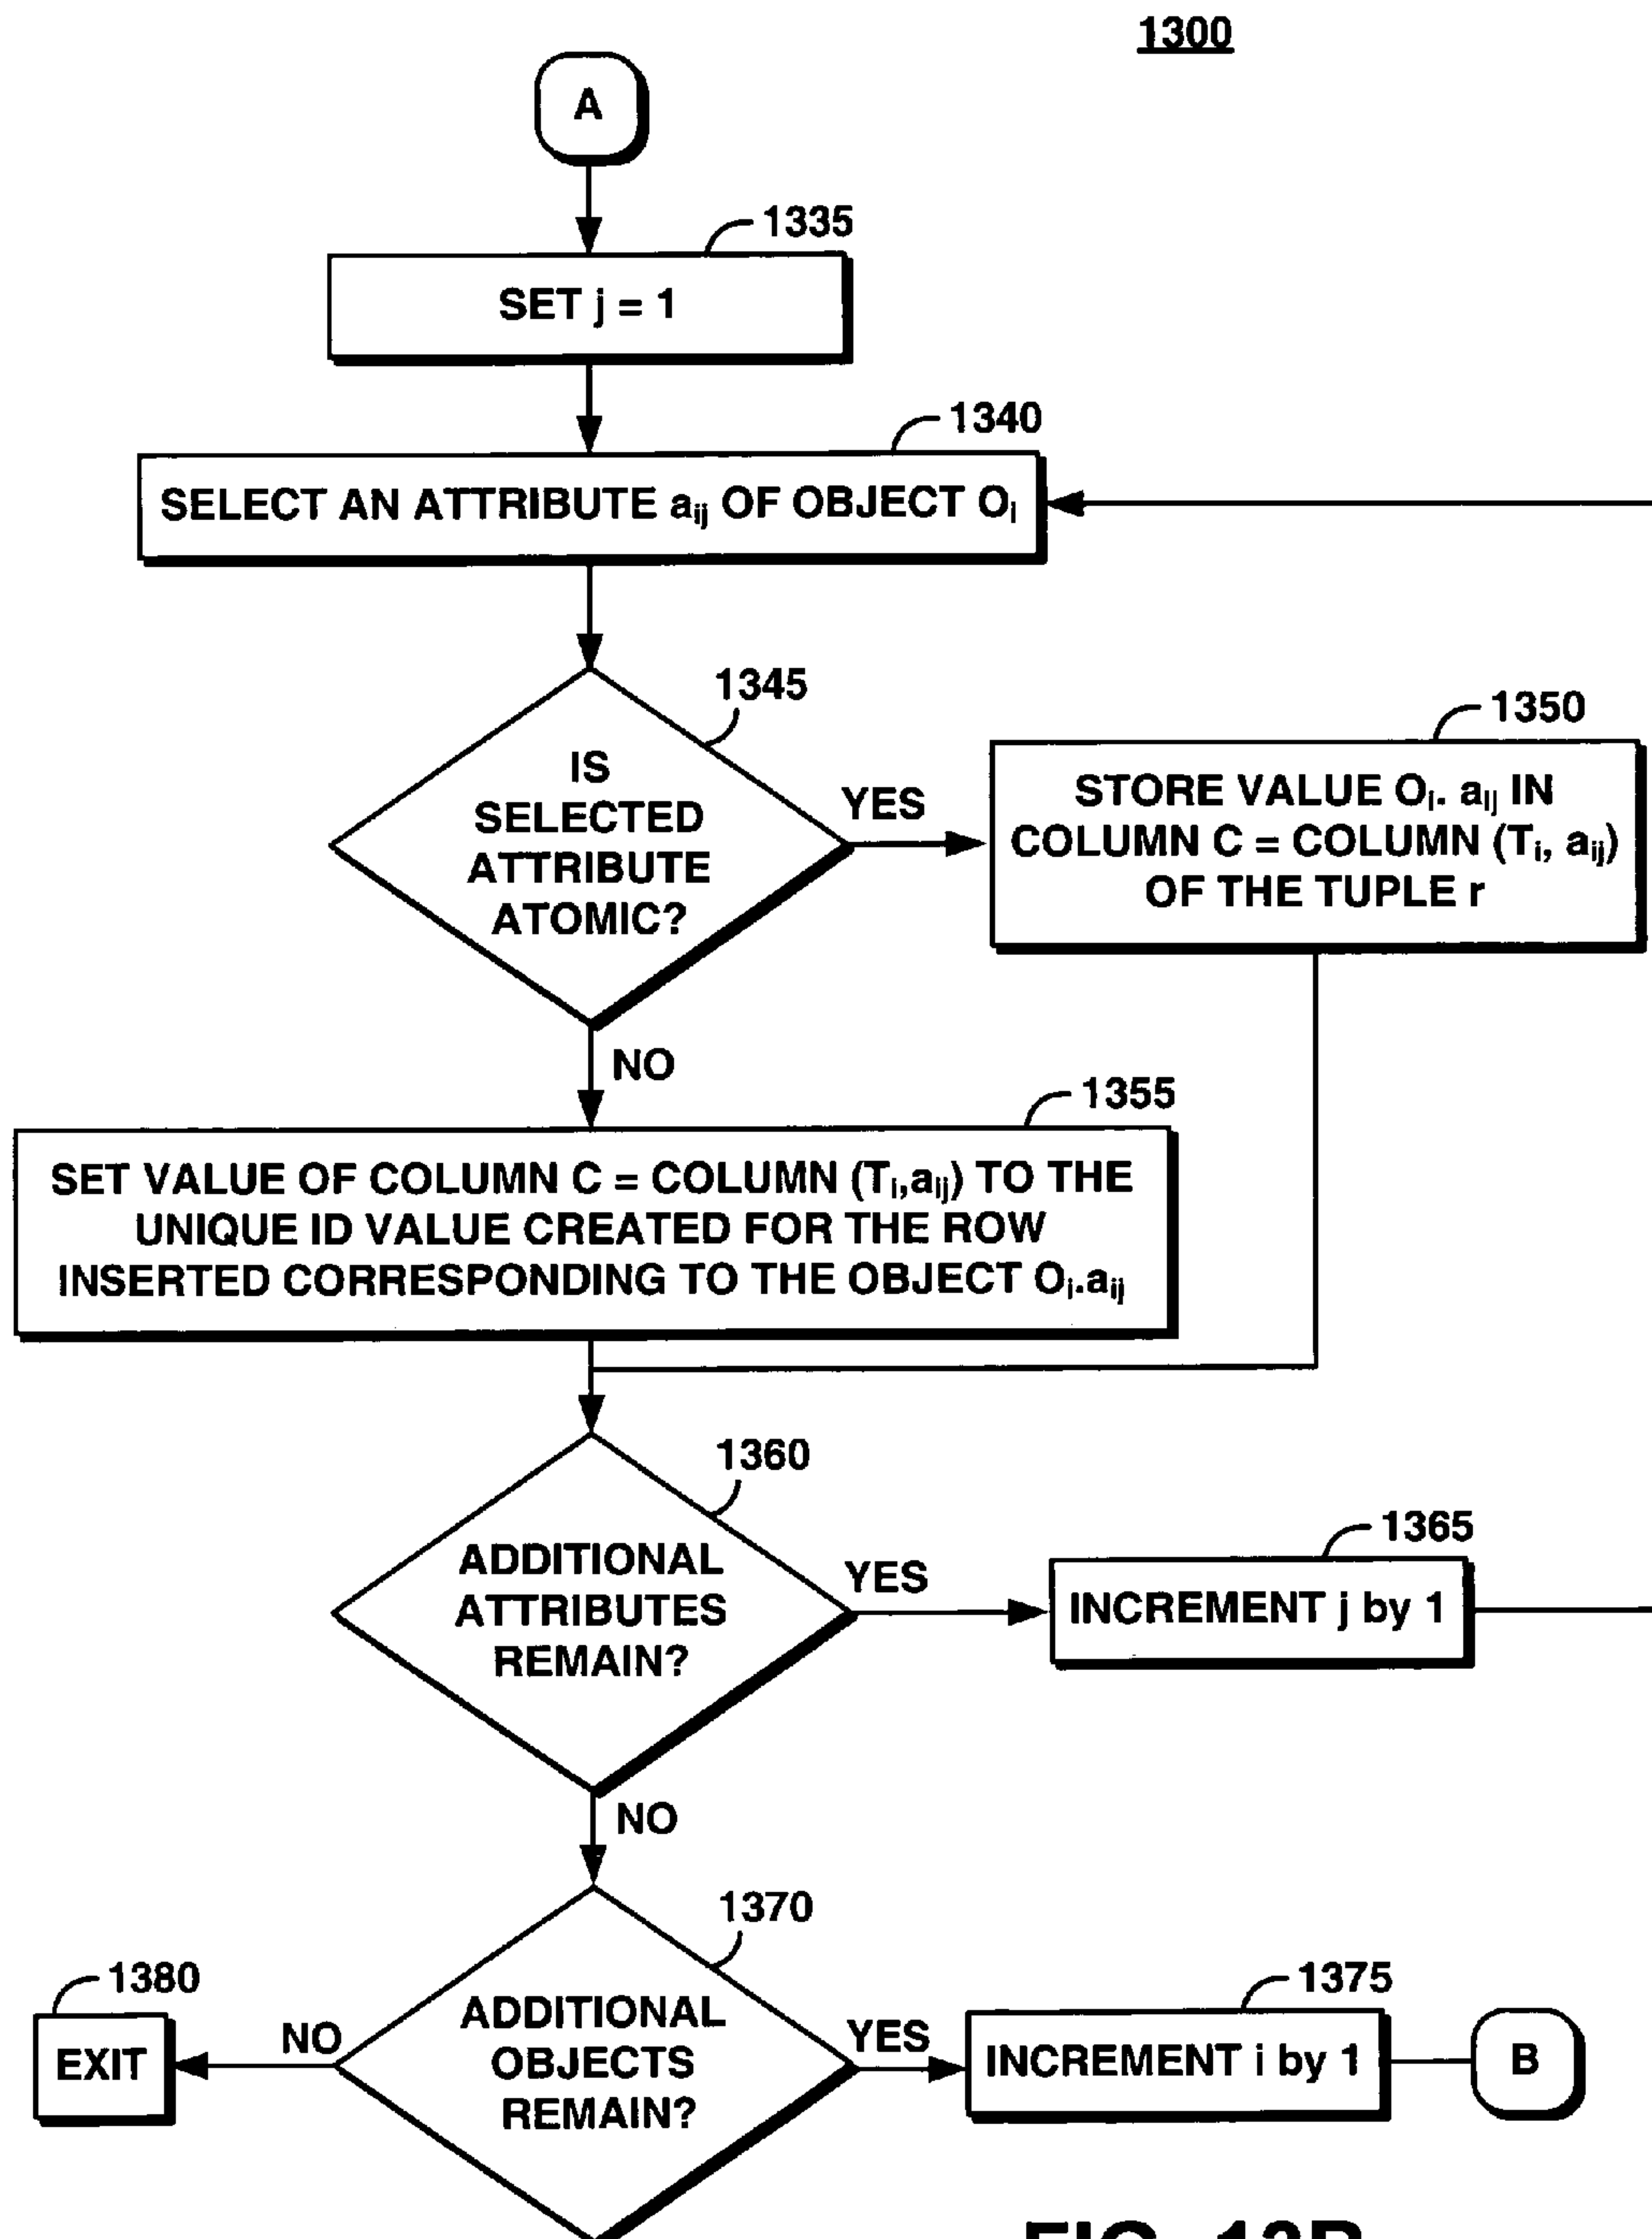 1300
A
1335
SET j = 1
1340
SELECT AN ATTRIBUTE aij OF OBJECT Oi
1345
IS
SELECTED
ATTRIBUTE
ATOMIC?
YES
1350
STORE VALUE Oi. aij IN
COLUMN C = COLUMN (Ti, aij)
OF THE TUPLE r
NO
1355
SET VALUE OF COLUMN C = COLUMN (Ti,aij) TO THE
UNIQUE ID VALUE CREATED FOR THE ROW
INSERTED CORRESPONDING TO THE OBJECT Oi.aij
1360
ADDITIONAL
ATTRIBUTES
REMAIN?
YES
1365
INCREMENT j by 1
NO
1370
ADDITIONAL
OBJECTS
REMAIN?
1380
EXIT
NO
YES
1375
INCREMENT i by 1
B
FIG. 13B